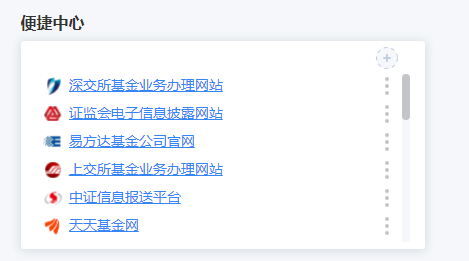 便捷中心
深交所基金业务办理网站
证监会电子信息披露网站
易方达基金公司官网
上交所基金业务办理网站
中证信息报送平台
天天基金网